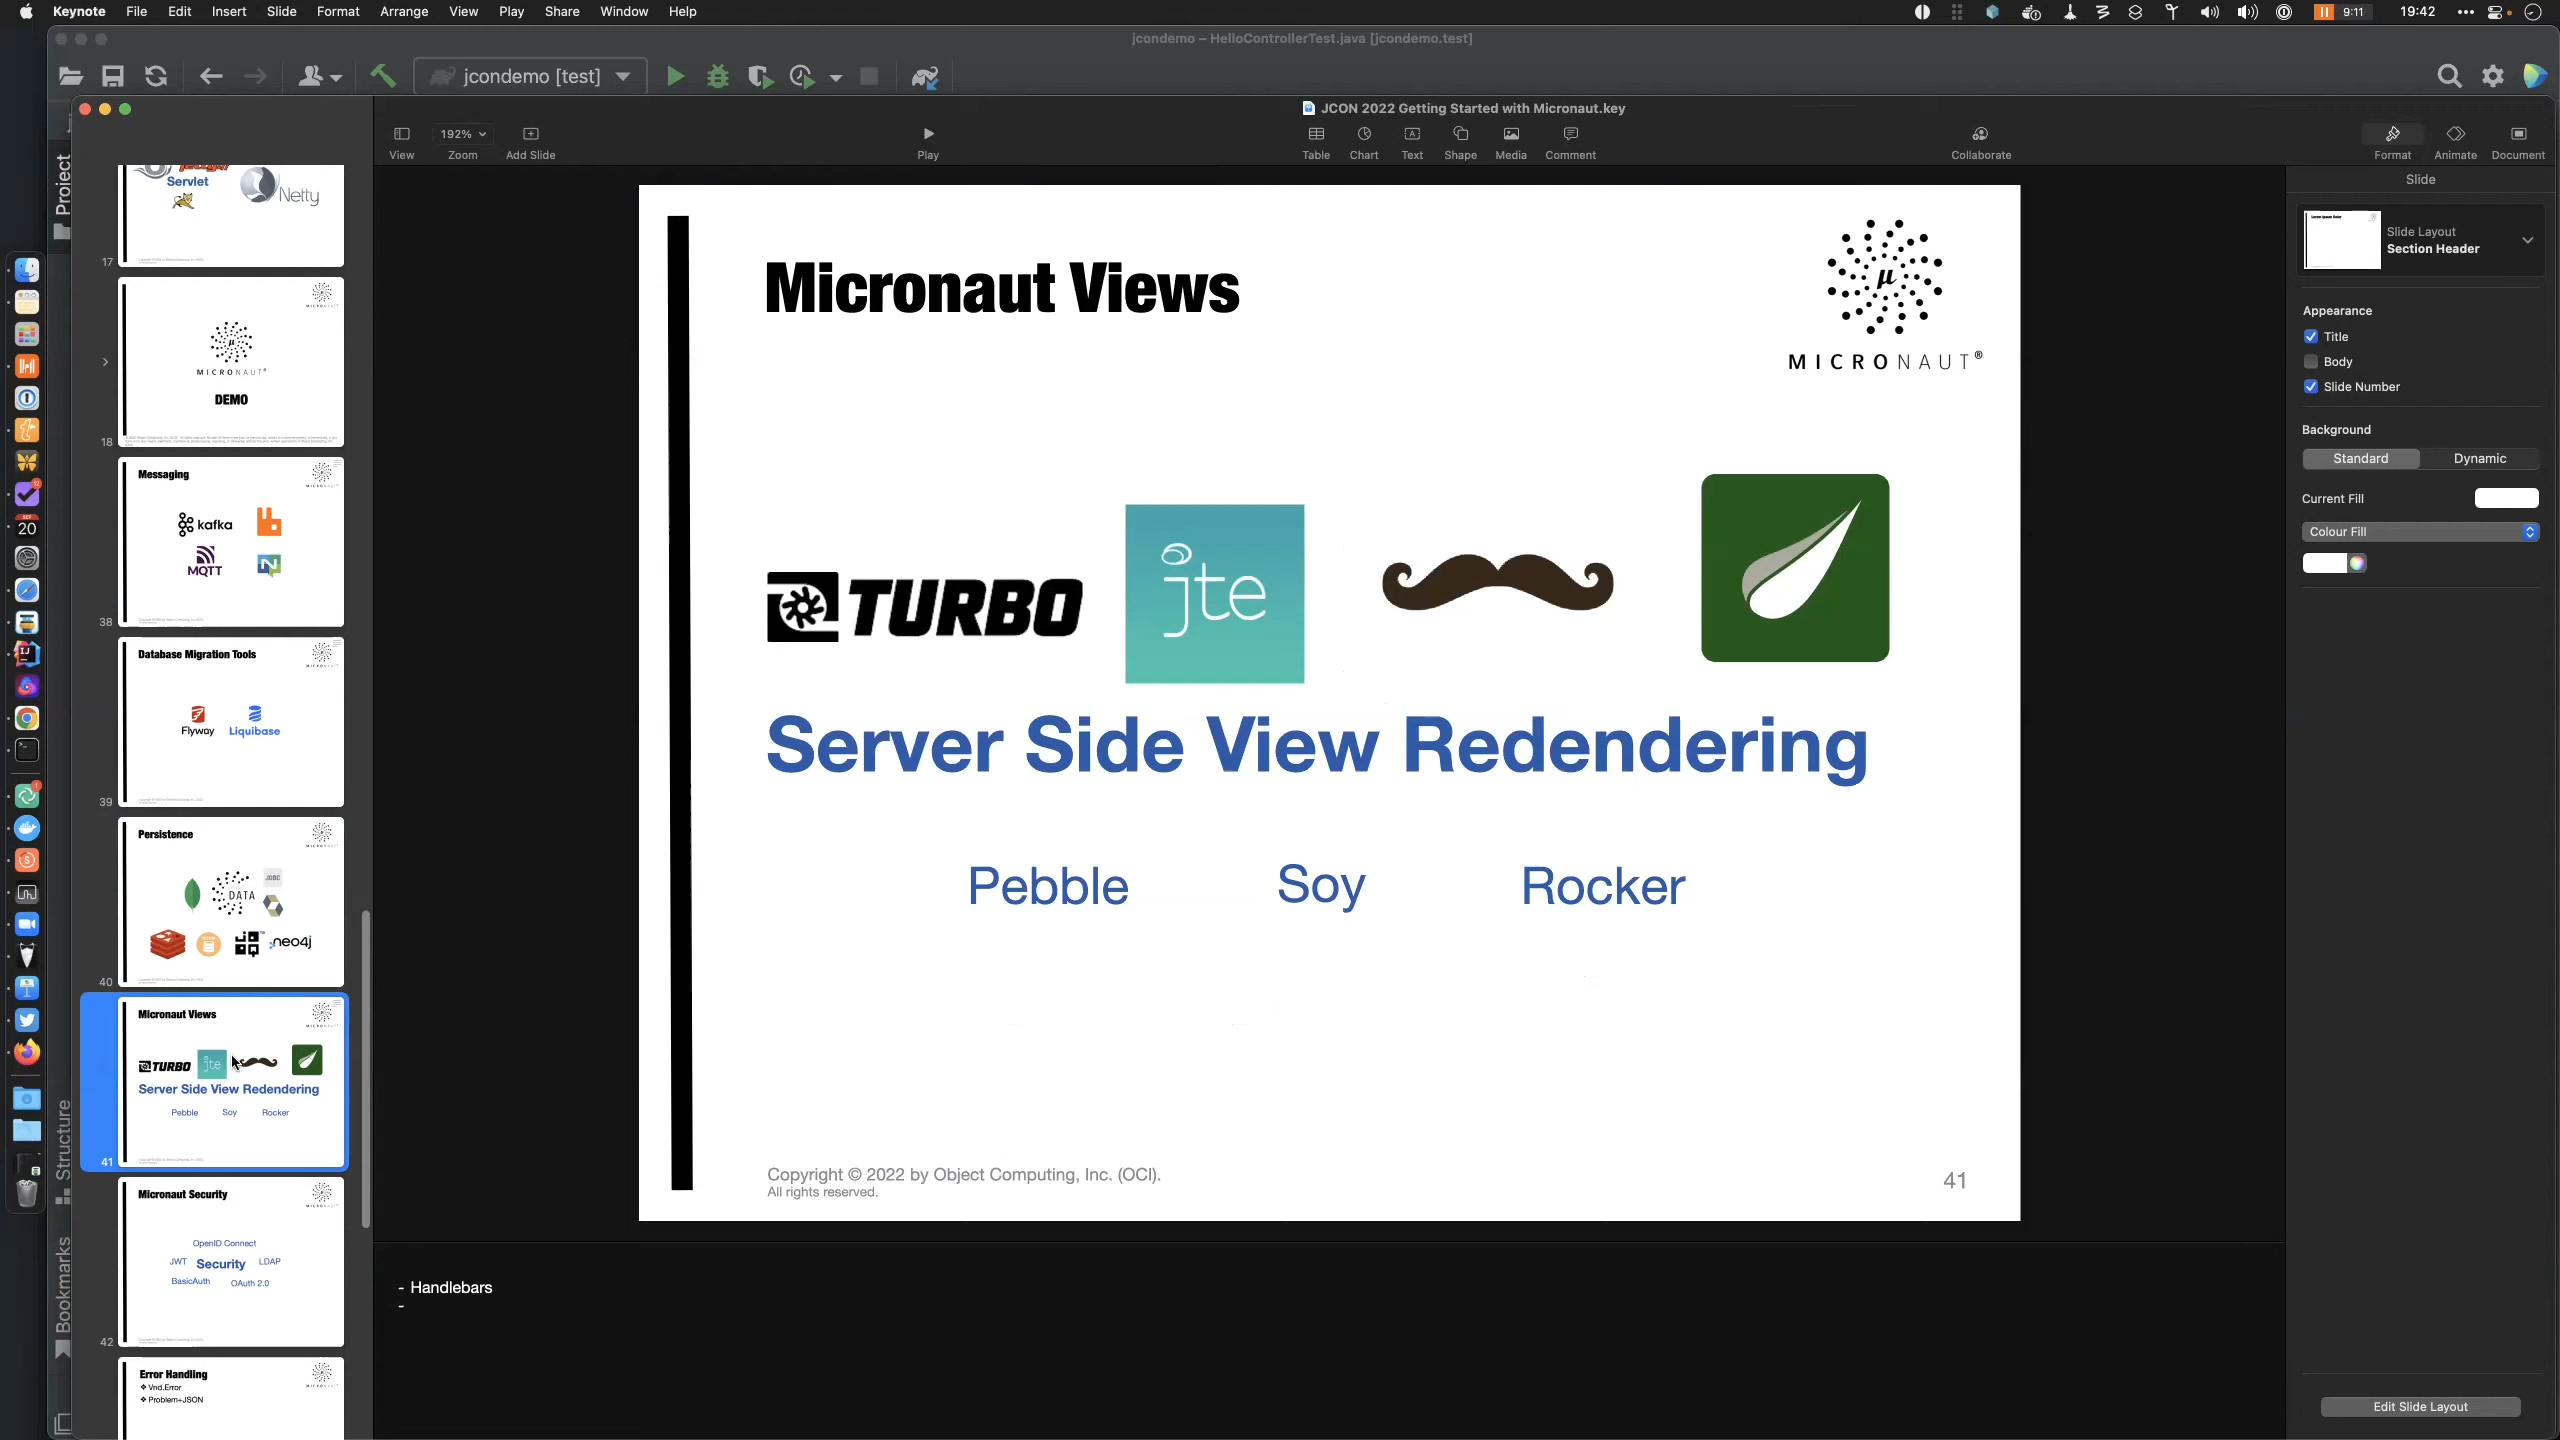 Keynote File Edit Insert Slide Format Arrange View Play Share Window Help
9:11 19:42
jcondemo – HelloControllerTest.java [jcondemo.test]
jcondemo [test]
JCON 2022 Getting Started with Micronaut.key
192%
View Zoom Add Slide Play Table Chart Text Shape Media Comment Collaborate Format Animate Document
Project
Structure
Bookmarks
20
Servlet
Netty
17
MICRONAUT
DEMO
18
Messaging
kafka
MQTT
38
Database Migration Tools
Flyway Liquibase
39
Persistence
DATA
JDBC
neo4j
40
Micronaut Views
TURBO jte
Server Side View Redendering
Pebble Soy Rocker
41
Micronaut Security
OpenID Connect
JWT Security LDAP
BasicAuth OAuth 2.0
42
Error Handling
❖ Vnd.Error
❖ Problem+JSON
Micronaut Views
µ
MICRONAUT®
TURBO
jte
Server Side View Redendering
Pebble Soy Rocker
Copyright © 2022 by Object Computing, Inc. (OCI).
All rights reserved.
41
- Handlebars
-
Slide
Slide Layout
Section Header
Appearance
Title
Body
Slide Number
Background
Standard Dynamic
Current Fill
Colour Fill
Edit Slide Layout